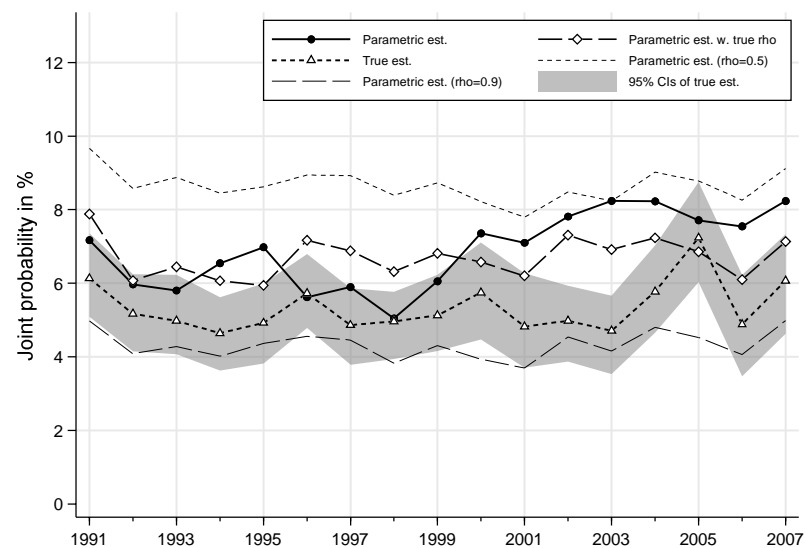 Parametric est.
Parametric est. w. true rho
True est.
Parametric est. (rho=0.5)
Parametric est. (rho=0.9)
95% CIs of true est.
Joint probability in %
12
10
8
6
4
2
0
1991 1993 1995 1997 1999 2001 2003 2005 2007